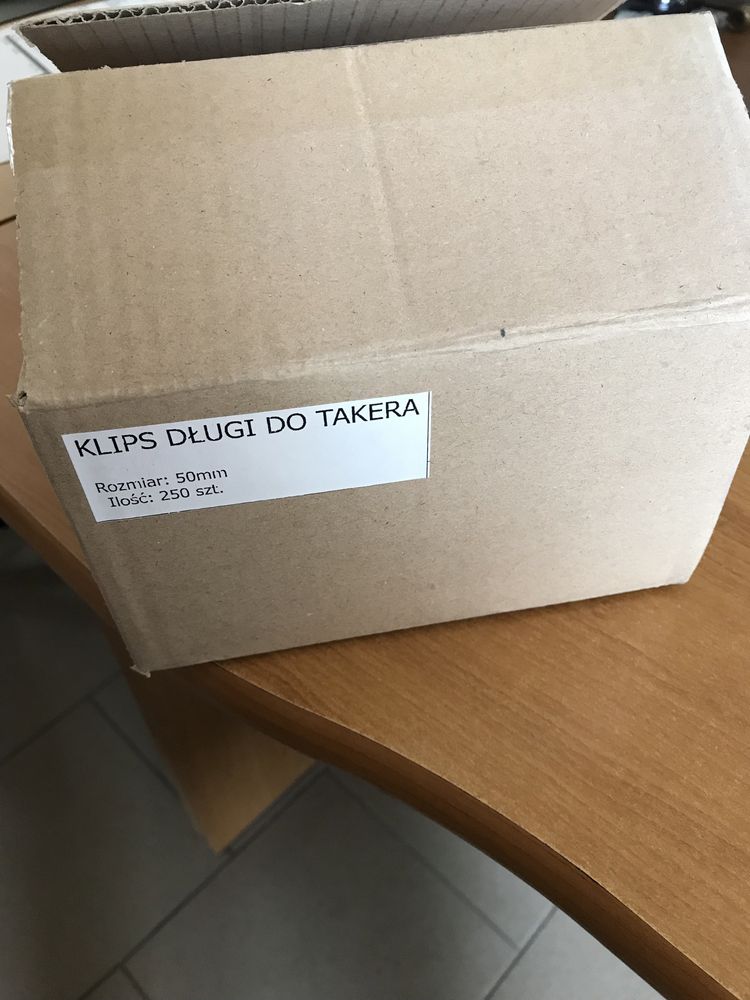 KLIPS DŁUGI DO TAKERA
Rozmiar: 50mm
Ilość: 250 szt.